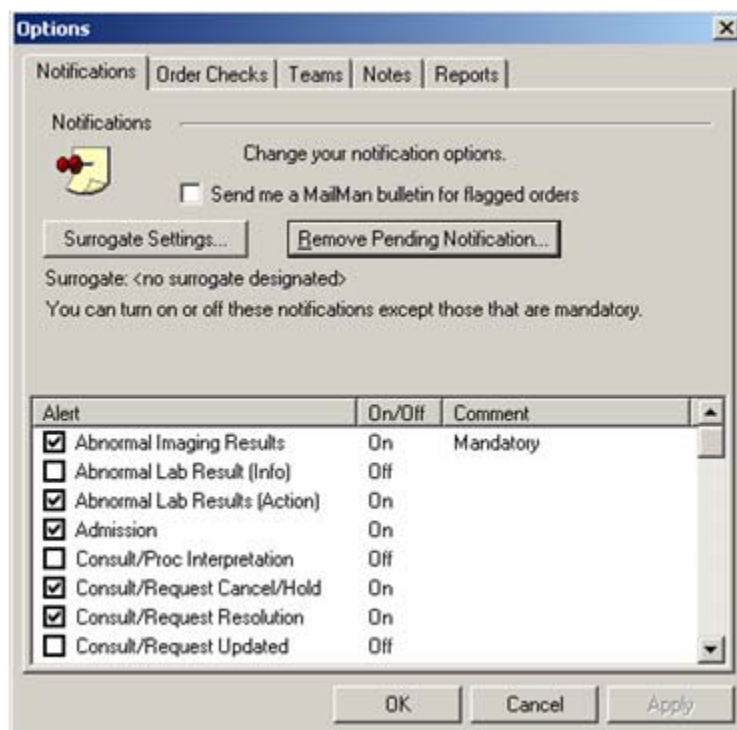 Options
Notifications Order Checks Teams Notes Reports
Notifications
Change your notification options.
Send me a MailMan bulletin for flagged orders
Surrogate Settings... Remove Pending Notification...
Surrogate: <no surrogate designated>
You can turn on or off these notifications except those that are mandatory.
Alert On/Off Comment
Abnormal Imaging Results On Mandatory
Abnormal Lab Result (Info) Off
Abnormal Lab Results (Action) On
Admission On
Consult/Proc Interpretation Off
Consult/Request Cancel/Hold On
Consult/Request Resolution On
Consult/Request Updated Off
OK Cancel Apply